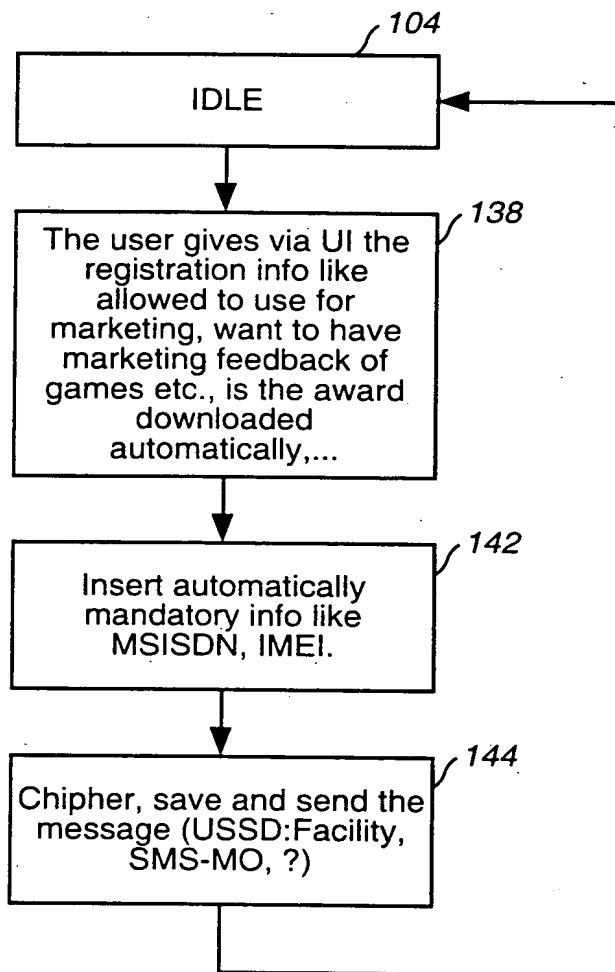 104
IDLE
138
The user gives via UI the
registration info like
allowed to use for
marketing, want to have
marketing feedback of
games etc., is the award
downloaded
automatically,...
142
Insert automatically
mandatory info like
MSISDN, IMEI.
144
Chipher, save and send the
message (USSD:Facility,
SMS-MO, ?)